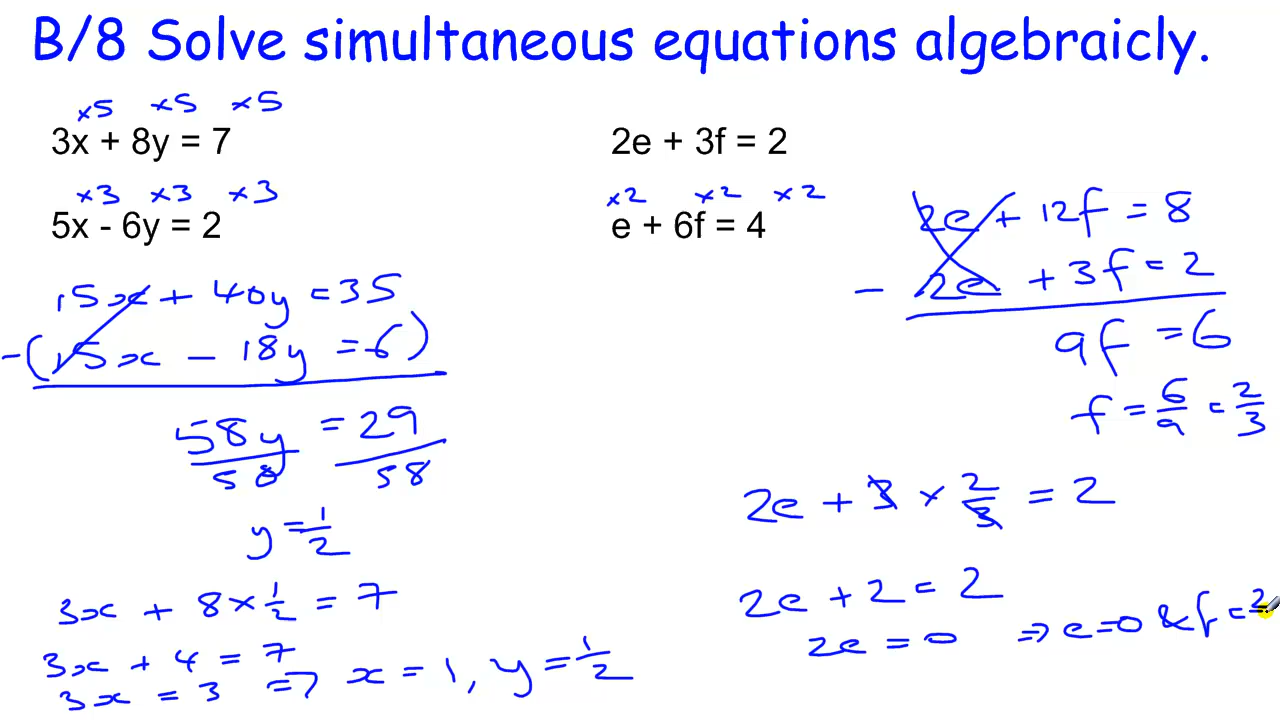 B/8 Solve simultaneous equations algebraicly.
×5 ×5 ×5
3x + 8y = 7
×3 ×3 ×3
5x - 6y = 2
15x + 40y = 35
-(15x - 18y = 6)
58y = 29
58 58
y = 1/2
3x + 8 × 1/2 = 7
3x + 4 = 7
3x = 3 => x = 1, y = 1/2
2e + 3f = 2
×2 ×2 ×2
e + 6f = 4
2e + 12f = 8
- 2e + 3f = 2
9f = 6
f = 6/9 = 2/3
2e + 3 × 2/3 = 2
2e + 2 = 2
2e = 0 => e = 0 & f = 2